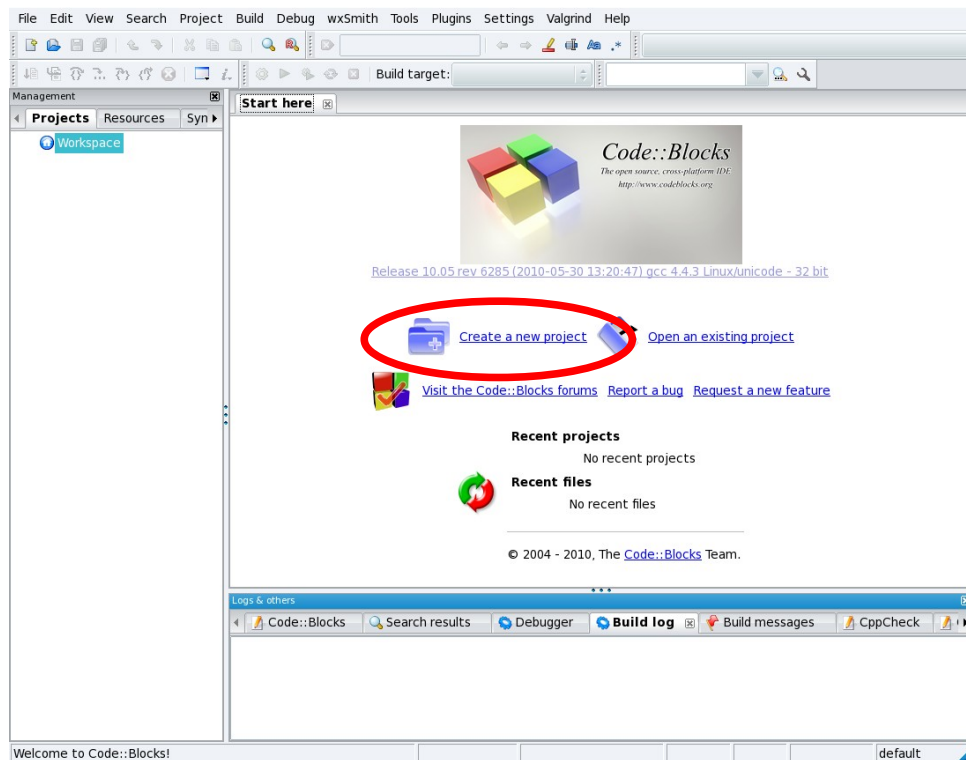 File Edit View Search Project Build Debug wxSmith Tools Plugins Settings Valgrind Help
Build target:
Management
Projects Resources Syn
Workspace
Start here
Code::Blocks
The open source, cross-platform IDE
http://www.codeblocks.org
Release 10.05 rev 6285 (2010-05-30 13:20:47) gcc 4.4.3 Linux/unicode - 32 bit
Create a new project Open an existing project
Visit the Code::Blocks forums Report a bug Request a new feature
Recent projects
No recent projects
Recent files
No recent files
© 2004 - 2010, The Code::Blocks Team.
Logs & others
Code::Blocks Search results Debugger Build log Build messages CppCheck
Welcome to Code::Blocks! default